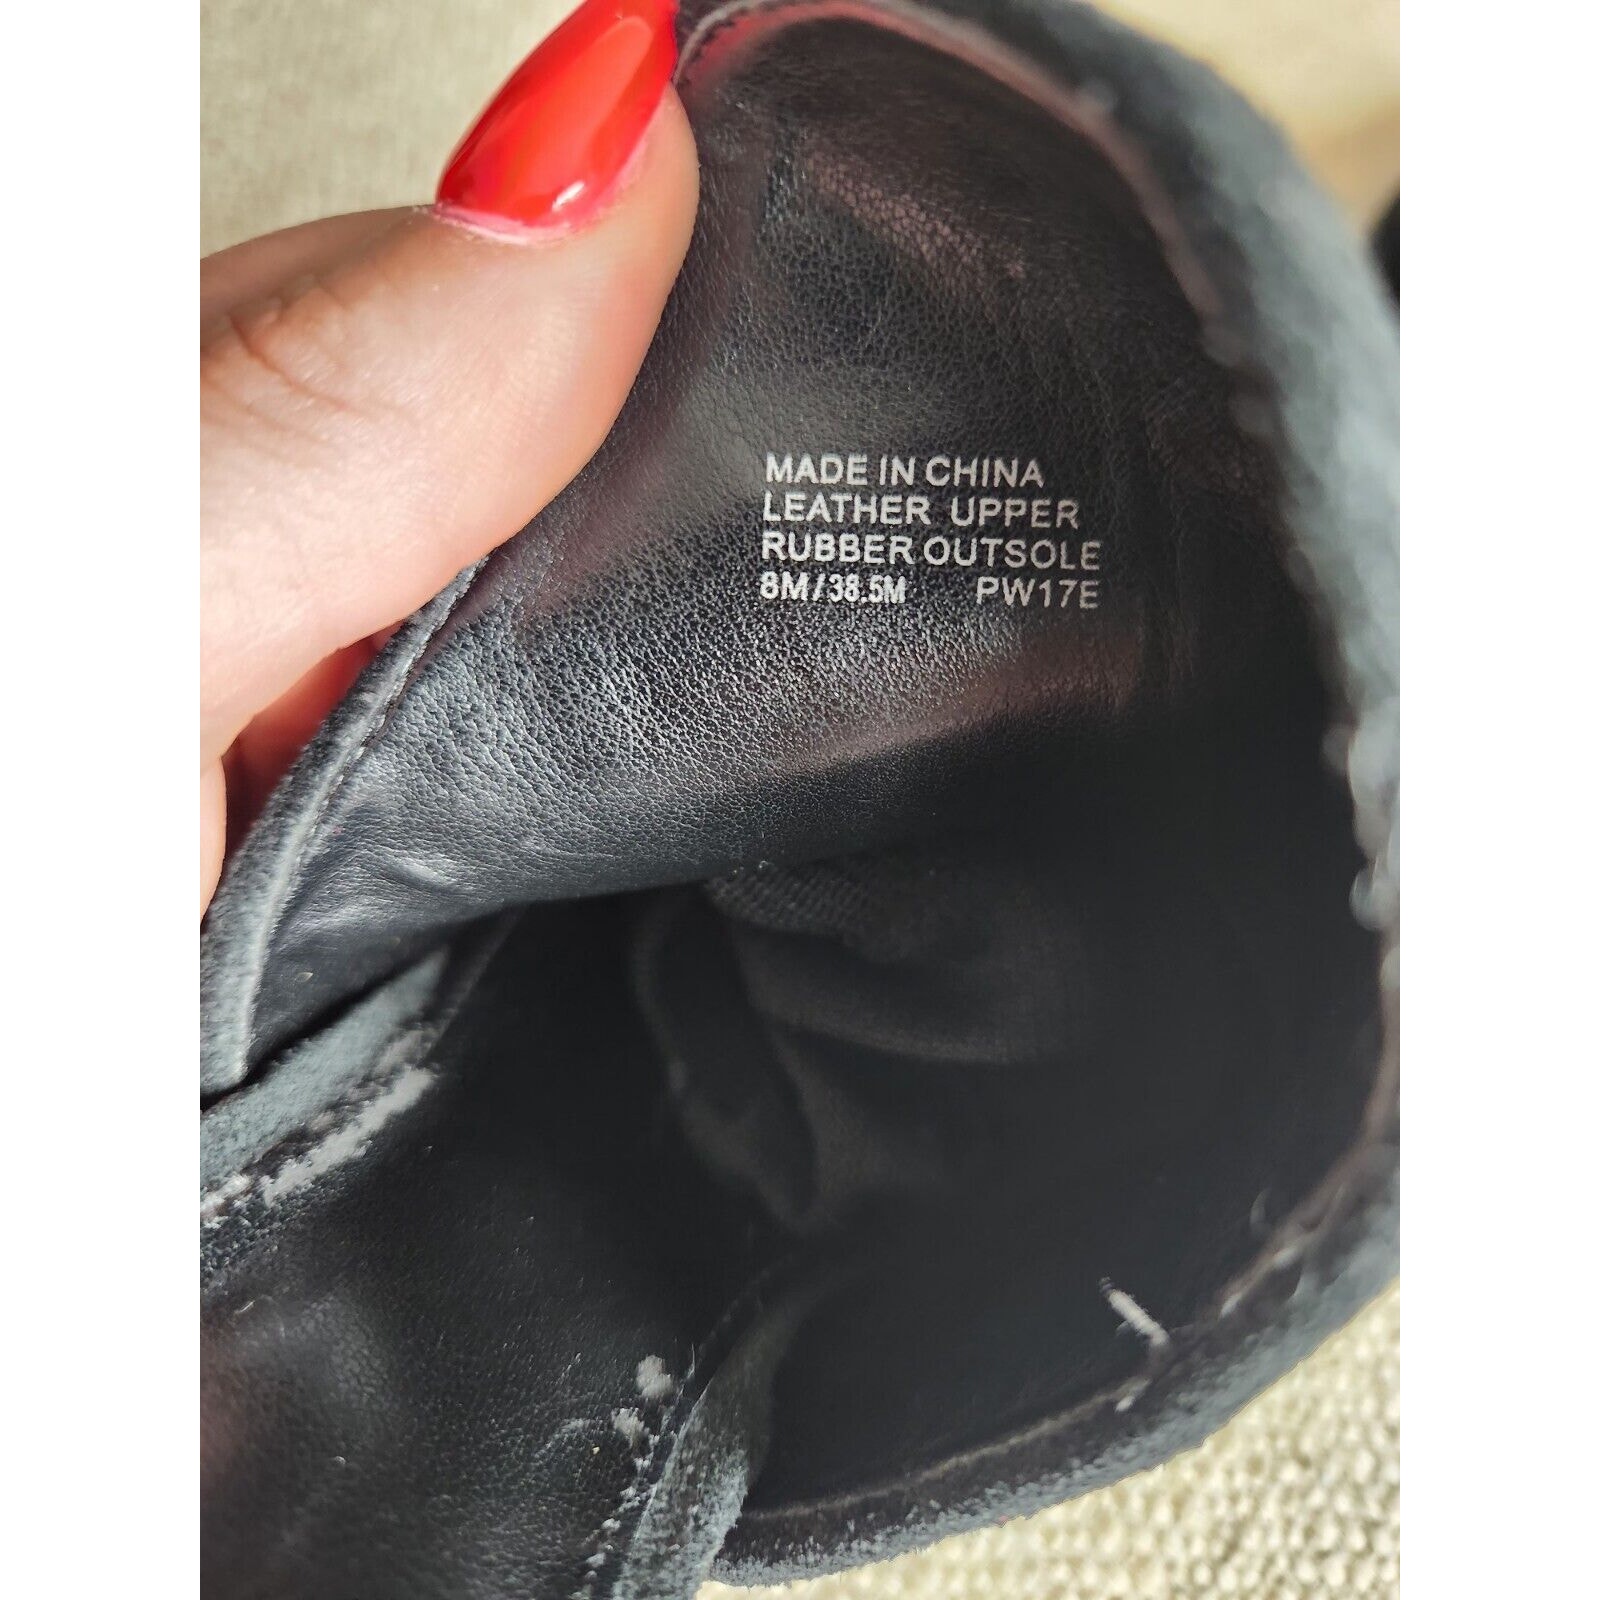 MADE IN CHINA
LEATHER UPPER
RUBBER OUTSOLE
8M/38.5M PW17E